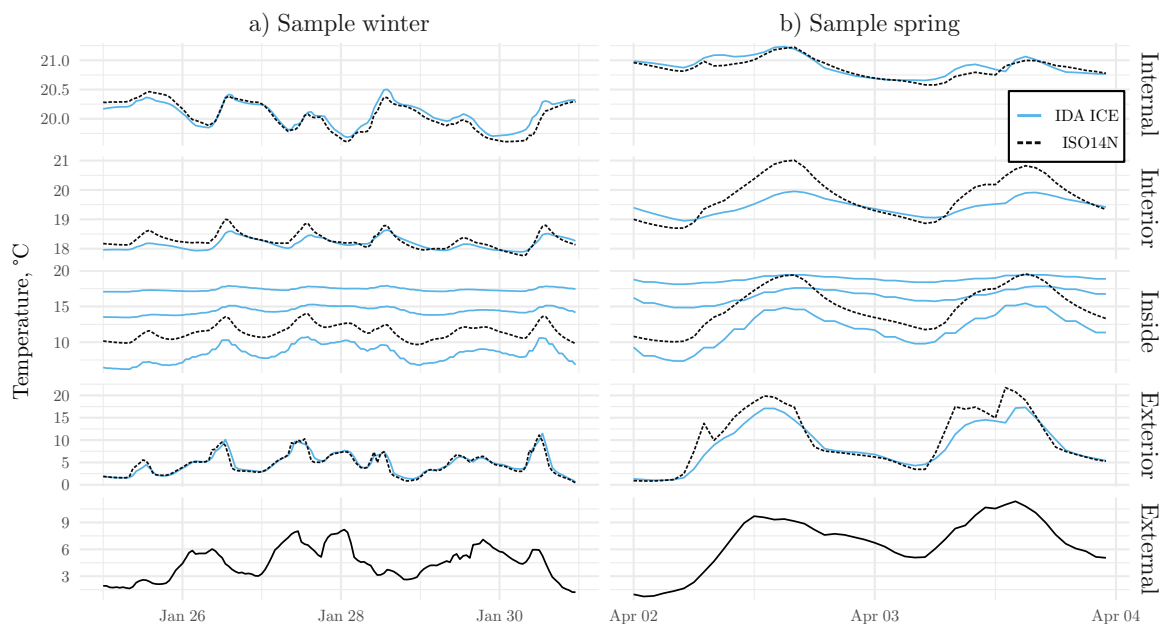 a) Sample winter
b) Sample spring
Temperature, °C
21.0
20.5
20.0
Internal
IDA ICE
ISO14N
21
20
19
18
Interior
20
15
10
Inside
20
15
10
5
0
Exterior
9
6
3
External
Jan 26
Jan 28
Jan 30
Apr 02
Apr 03
Apr 04